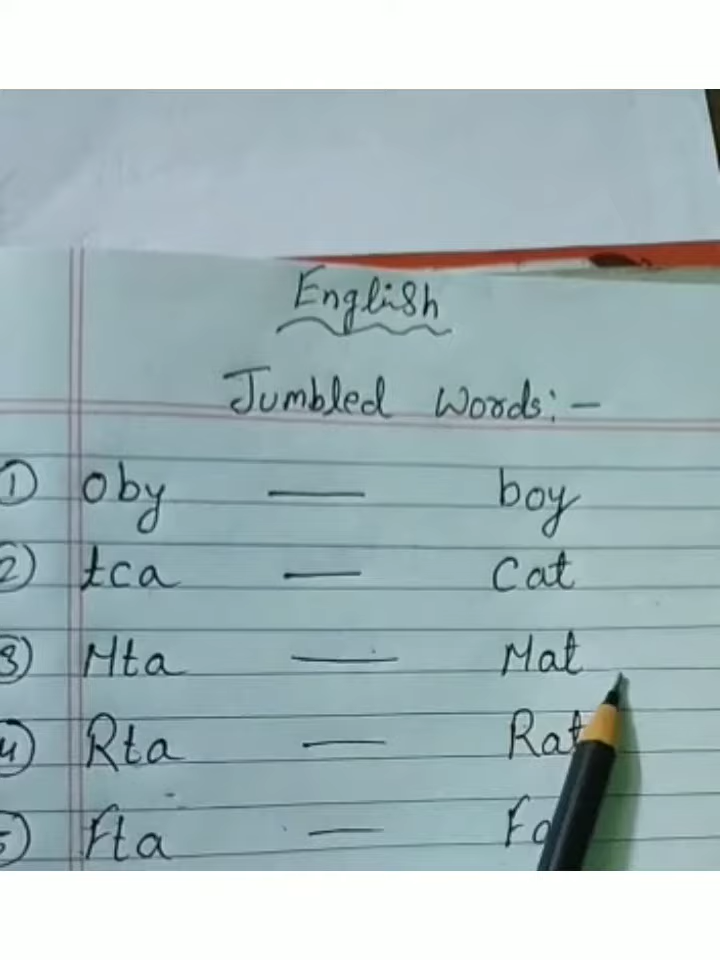 English
Jumbled Words:-
① oby — boy
② tca — Cat
③ Mta — Mat
④ Rta — Rat
⑤ Fta —